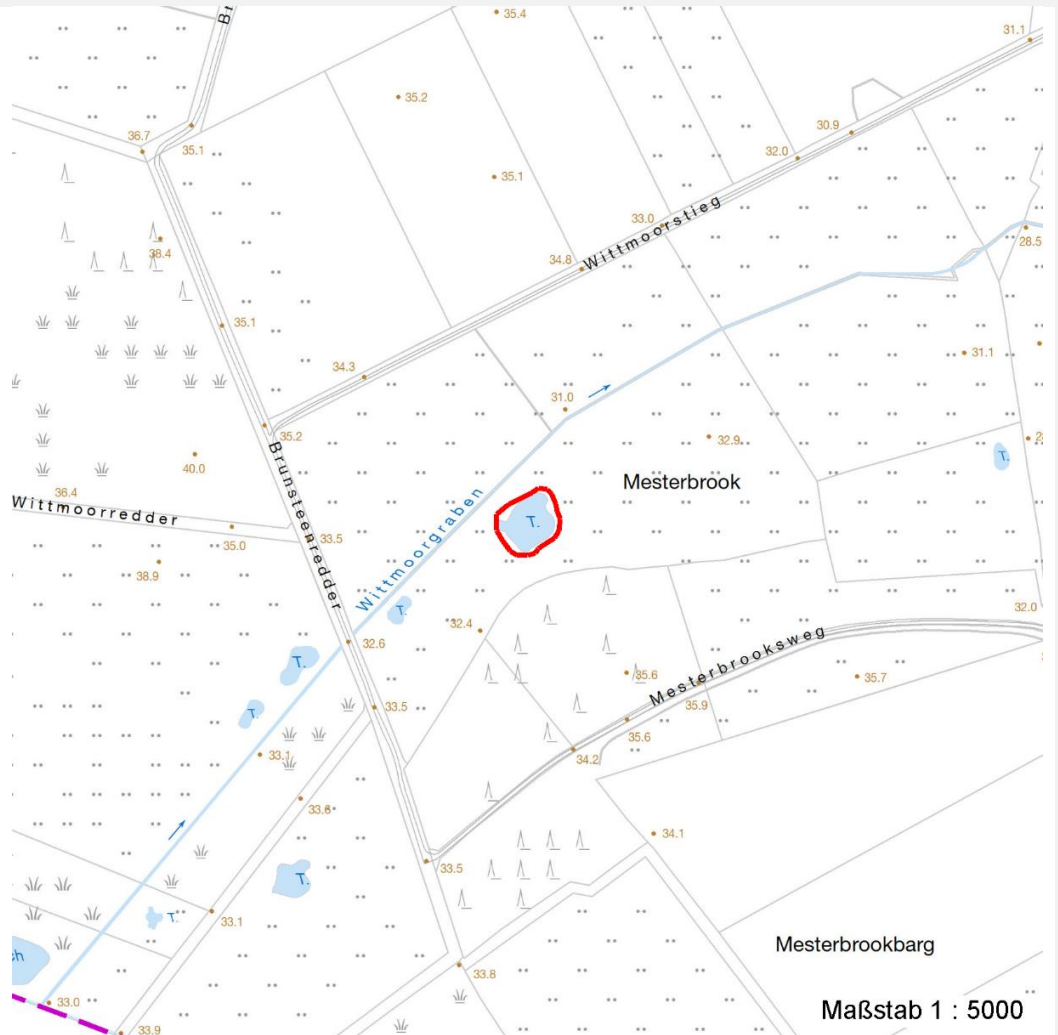 35.4
31.1
Br
35.2
36.7
35.1
30.9
32.0
35.1
33.0
Wittmoorstieg
28.5
38.4
34.8
35.1
31.1
34.3
31.0
35.2
32.9
28
T.
40.0
Mesterbrook
Brunsteenredder
36.4
Wittmoorredder
T.
35.0
33.5
Wittmoorgraben
38.9
T.
32.4
32.0
32.6
Mesterbrooksweg
T.
35.6
35.7
35.9
T.
33.5
35.6
33.1
34.2
33.6
34.1
33.5
T.
33.1
T.
Mesterbrookbarg
ch
33.8
33.0
Maßstab 1 : 5000
33.9